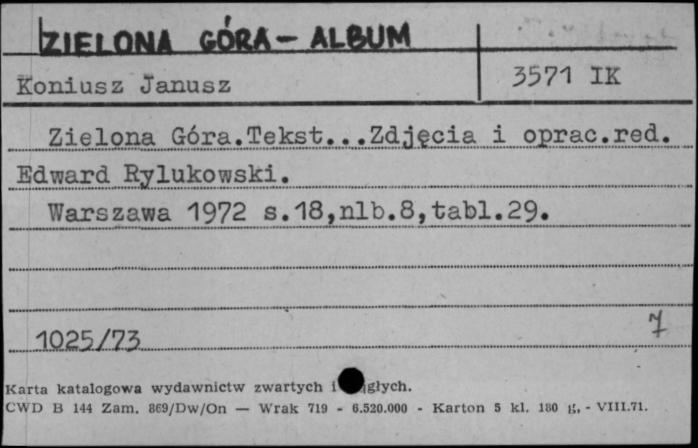 ZIELONA GÓRA - ALBUM
Koniusz Janusz
3571 IK
Zielona Góra.Tekst...Zdjęcia i oprac.red.
Edward Rylukowski.
Warszawa 1972 s.18,nlb.8,tabl.29.
1025/73
7
Karta katalogowa wydawnictw zwartych i
CWD B 144 Zam. 869/Dw/On — Wrak 719 - 6.520.000 - Karton 5 kl. 180 g, - VIII.71.